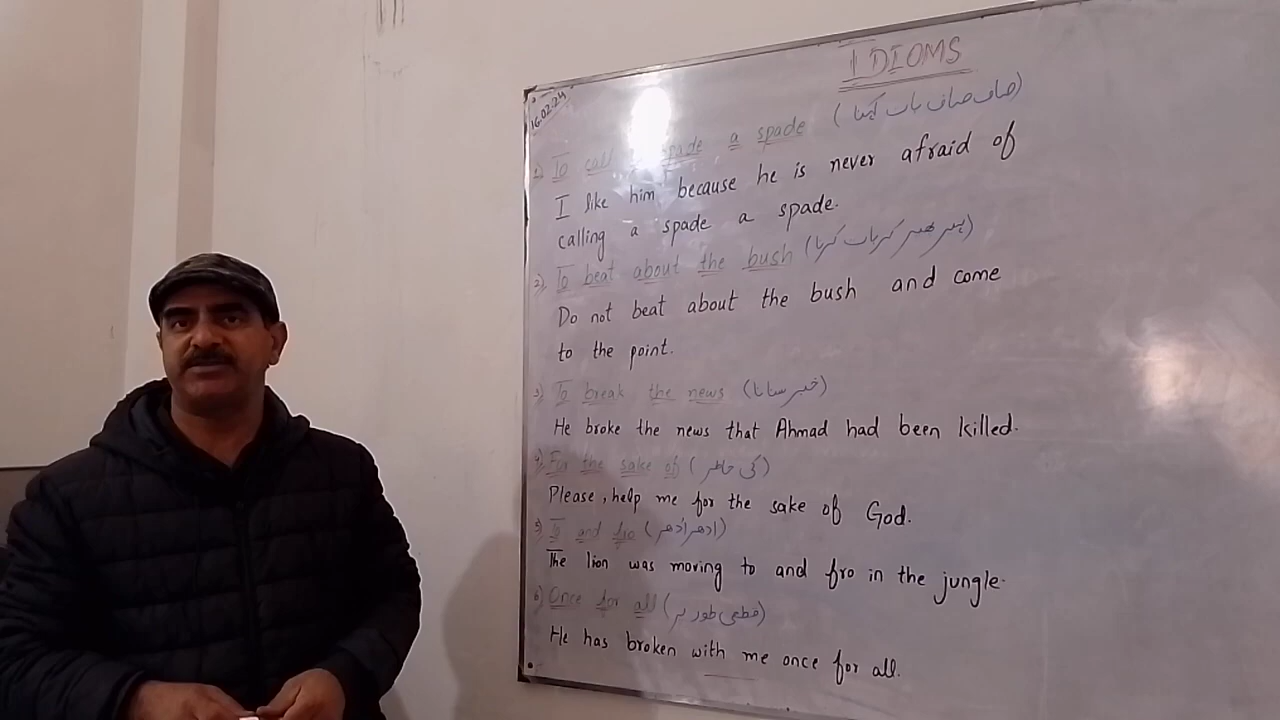 IDIOMS
16.02.24
1) To call a spade a spade (صاف صاف بات کہنا)
I like him because he is never afraid of
calling a spade a spade.
2) To beat about the bush (ہیر پھیر کر بات کرنا)
Do not beat about the bush and come
to the point.
3) To break the news (خبر سنانا)
He broke the news that Ahmad had been killed.
4) For the sake of (کی خاطر)
Please, help me for the sake of God.
5) To and fro (ادھر اُدھر)
The lion was moving to and fro in the jungle.
6) Once for all (قطعی طور پر)
He has broken with me once for all.